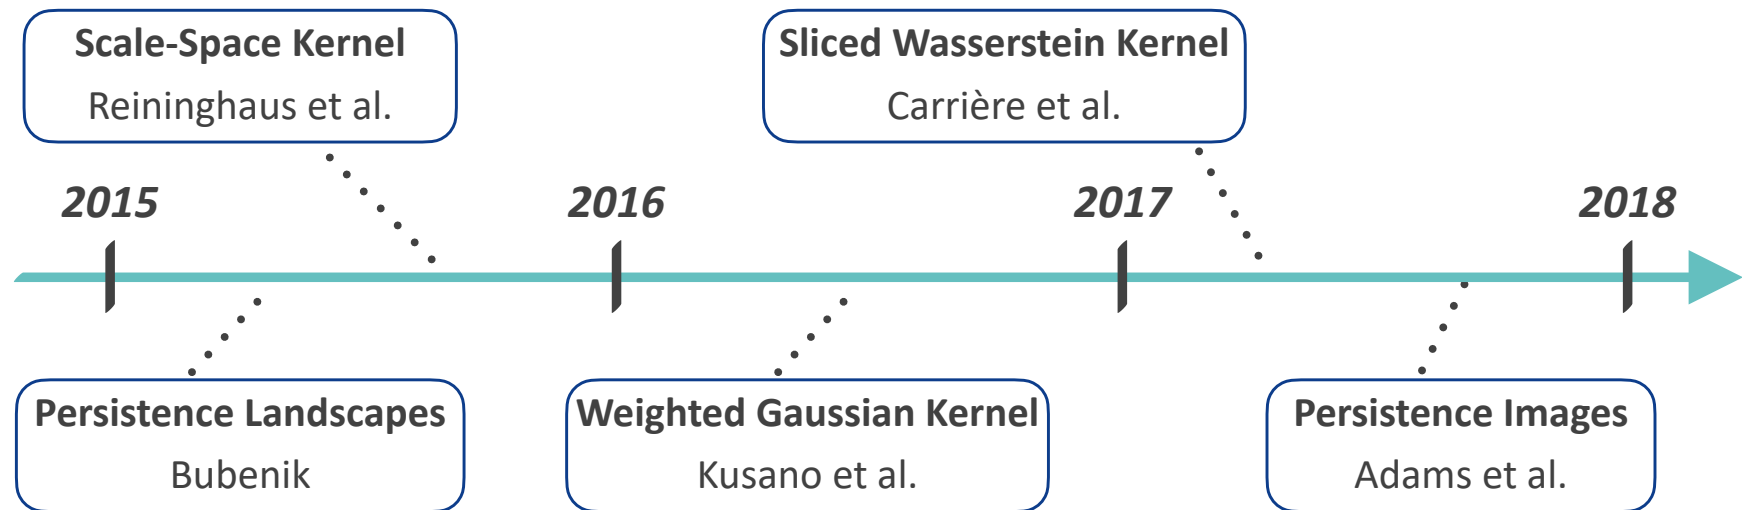 Scale-Space Kernel
Reininghaus et al.
Sliced Wasserstein Kernel
Carrière et al.
2015
2016
2017
2018
Persistence Landscapes
Bubenik
Weighted Gaussian Kernel
Kusano et al.
Persistence Images
Adams et al.